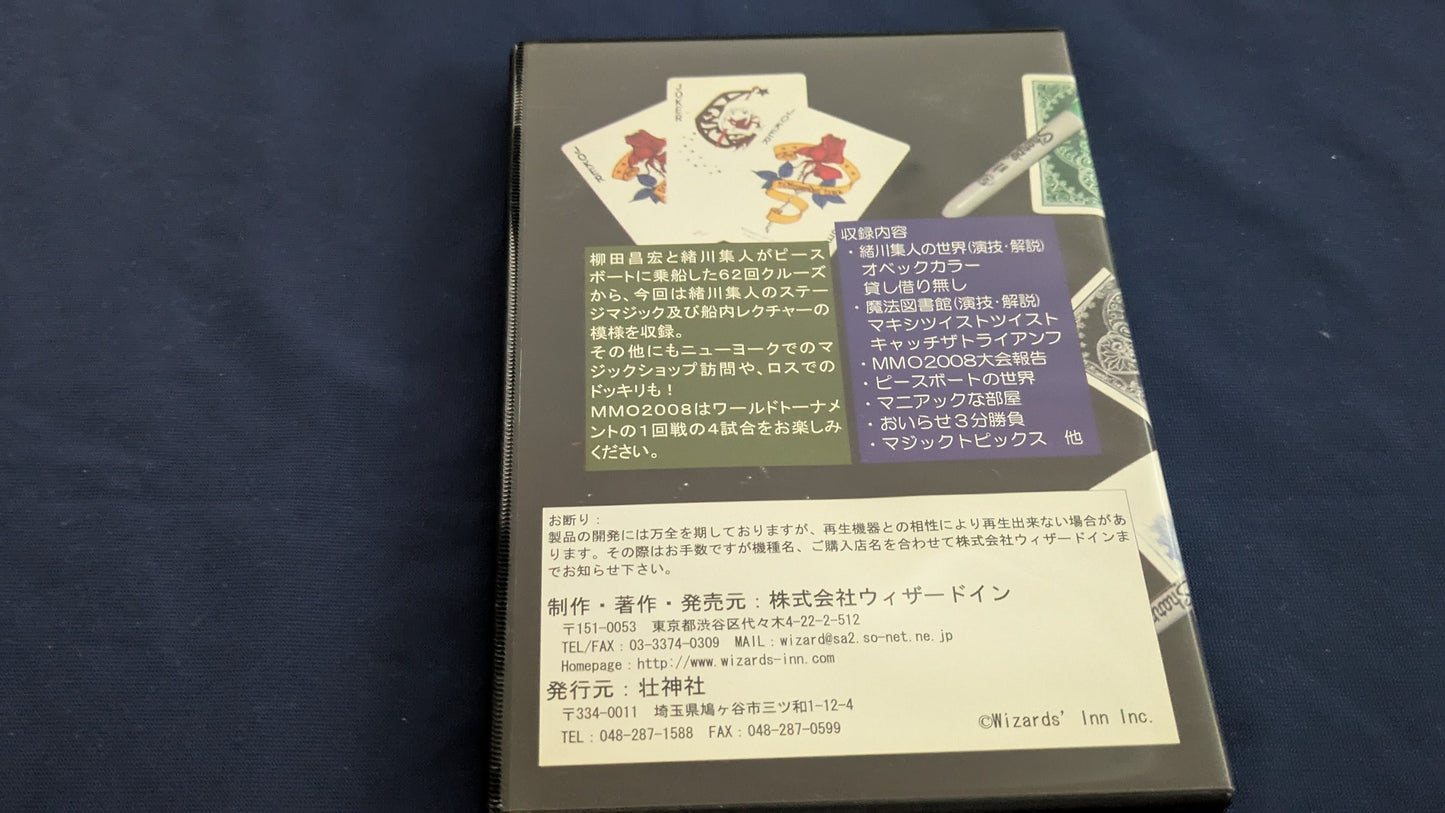 JOKER
JOKER
JOKER
Sharpie
柳田昌宏と緒川集人がピース
ボートに乗船した62回クルーズ
から、今回は緒川集人のステー
ジマジック及び船内レクチャーの
模様を収録。
その他にもニューヨークでのマ
ジックショップ訪問や、ロスでの
ドッキリも！
MMO2008はワールドトーナメ
ントの1回戦の4試合をお楽しみ
ください。
収録内容
・緒川集人の世界(演技・解説)
オベックカラー
貸し借り無し
・魔法図書館(演技・解説)
マキシツイストツイスト
キャッチザトライアンフ
・MMO2008大会報告
・ピースボートの世界
・マニアックな部屋
・おいらせ3分勝負
・マジックトピックス　他
お断り：
製品の開発には万全を期しておりますが、再生機器との相性により再生出来ない場合があ
ります。その際はお手数ですが機種名、ご購入店名を合わせて株式会社ウィザードインま
でお知らせ下さい。
制作・著作・発売元：株式会社ウィザードイン
〒151-0053　東京都渋谷区代々木4-22-2-512
TEL/FAX：03-3374-0309　MAIL：wizard@sa2.so-net.ne.jp
Homepage：http://www.wizards-inn.com
発行元：壮神社
〒334-0011　埼玉県鳩ヶ谷市三ツ和1-12-4
TEL：048-287-1588　FAX：048-287-0599
©Wizards' Inn Inc.